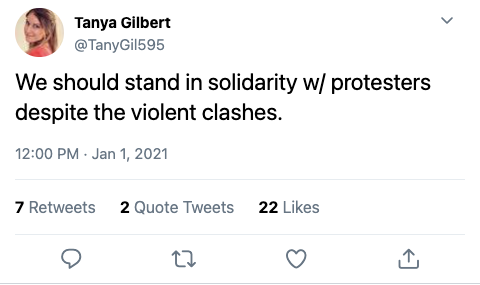 Tanya Gilbert
@TanyGil595
We should stand in solidarity w/ protesters
despite the violent clashes.
12:00 PM · Jan 1, 2021
7 Retweets 2 Quote Tweets 22 Likes